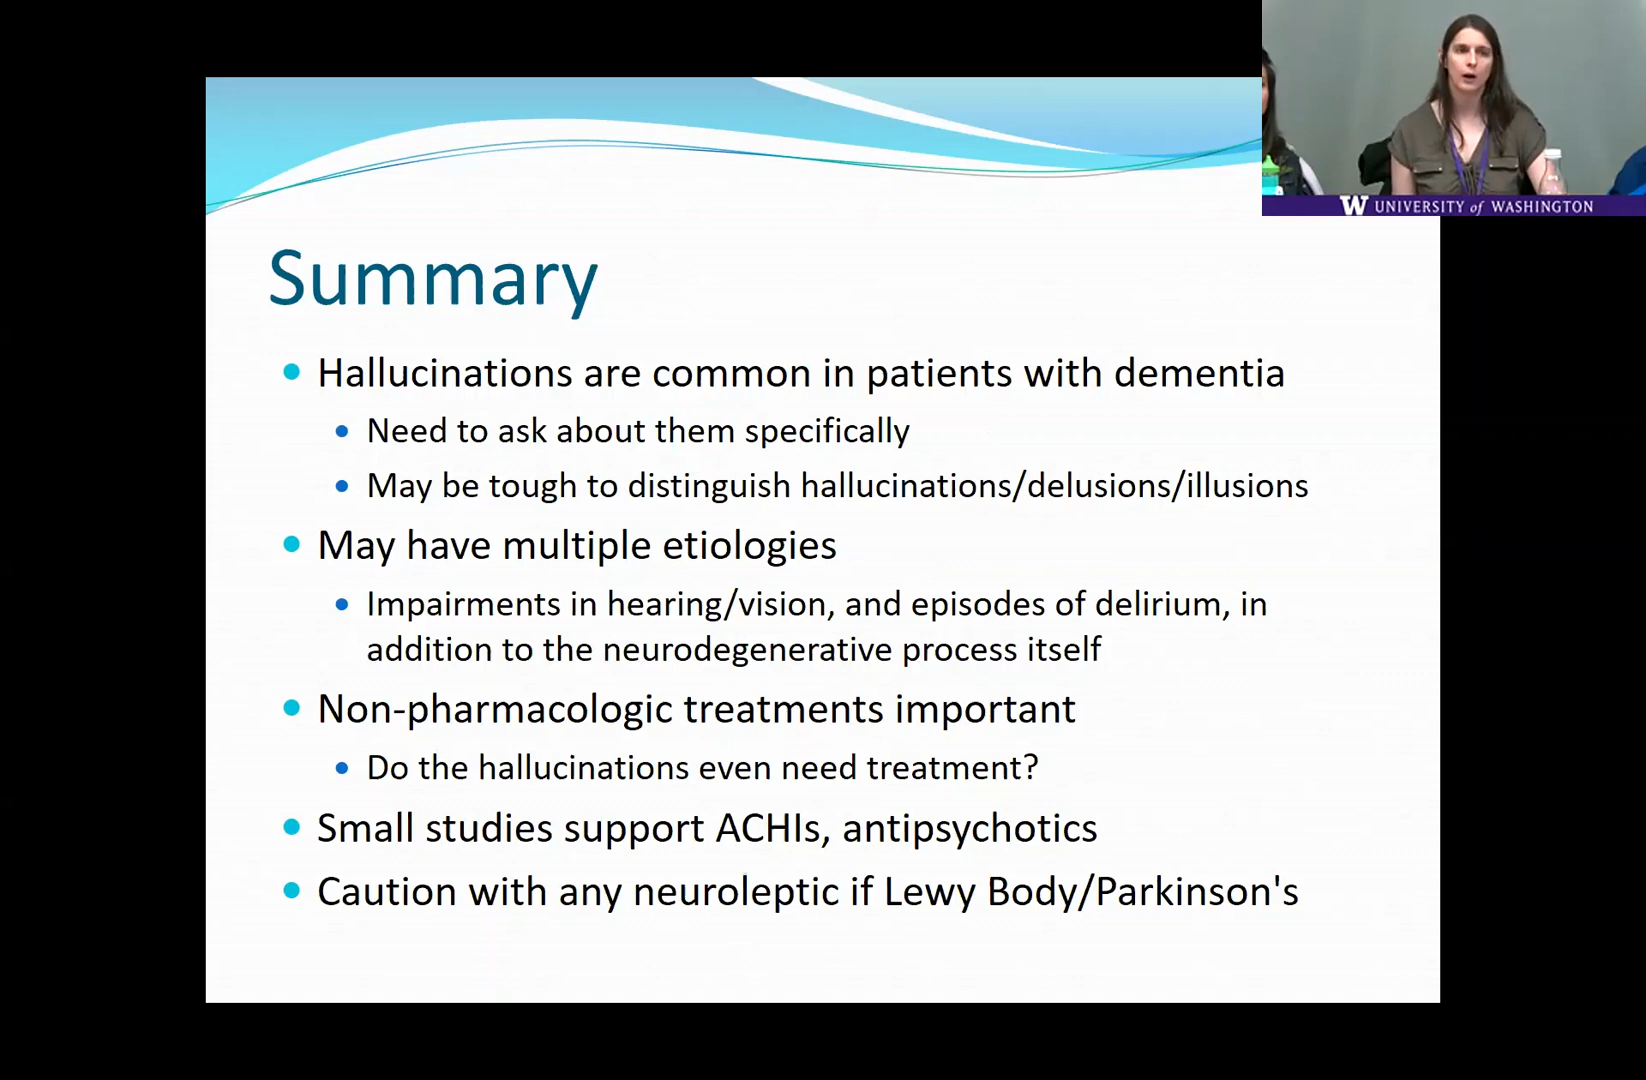 W UNIVERSITY of WASHINGTON
Summary
Hallucinations are common in patients with dementia
Need to ask about them specifically
May be tough to distinguish hallucinations/delusions/illusions
May have multiple etiologies
Impairments in hearing/vision, and episodes of delirium, in
addition to the neurodegenerative process itself
Non-pharmacologic treatments important
Do the hallucinations even need treatment?
Small studies support ACHIs, antipsychotics
Caution with any neuroleptic if Lewy Body/Parkinson's